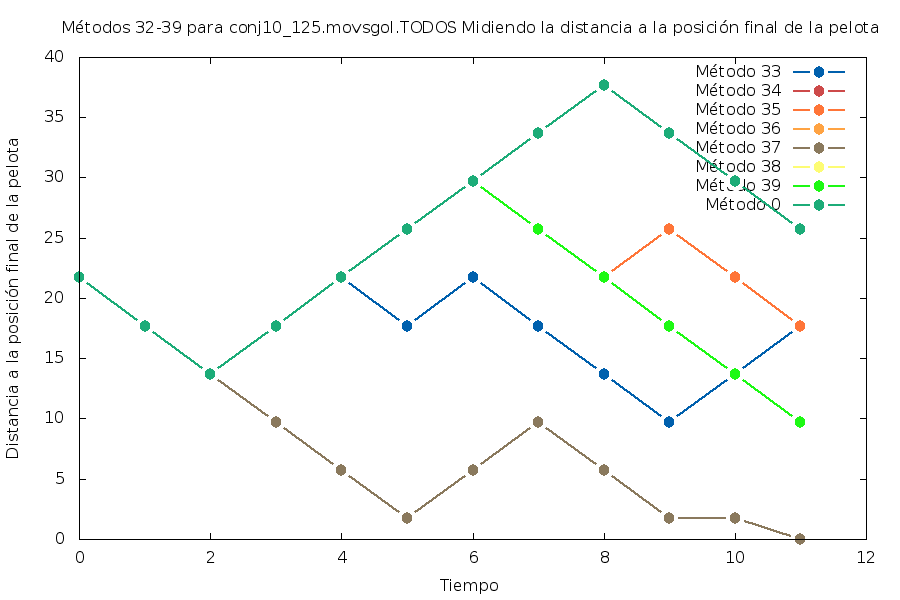 Métodos 32-39 para conj10_125.movsgol.TODOS Midiendo la distancia a la posición final de la pelota
40
35
30
25
20
15
10
5
0
Distancia a la posición final de la pelota
0 2 4 6 8 10 12
Tiempo
Método 33
Método 34
Método 35
Método 36
Método 37
Método 38
Método 39
Método 0